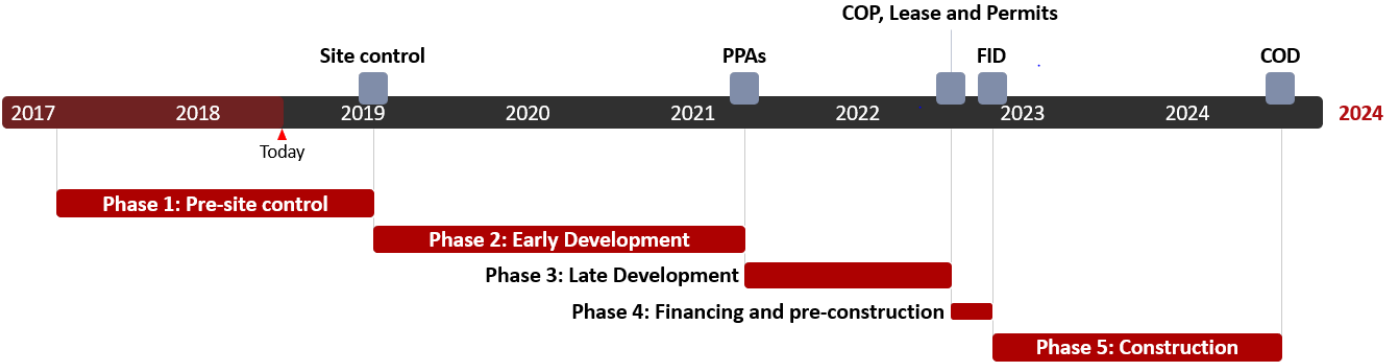 COP, Lease and Permits
Site control
PPAs
FID
COD
2017 2018 2019 2020 2021 2022 2023 2024 2024
Today
Phase 1: Pre-site control
Phase 2: Early Development
Phase 3: Late Development
Phase 4: Financing and pre-construction
Phase 5: Construction